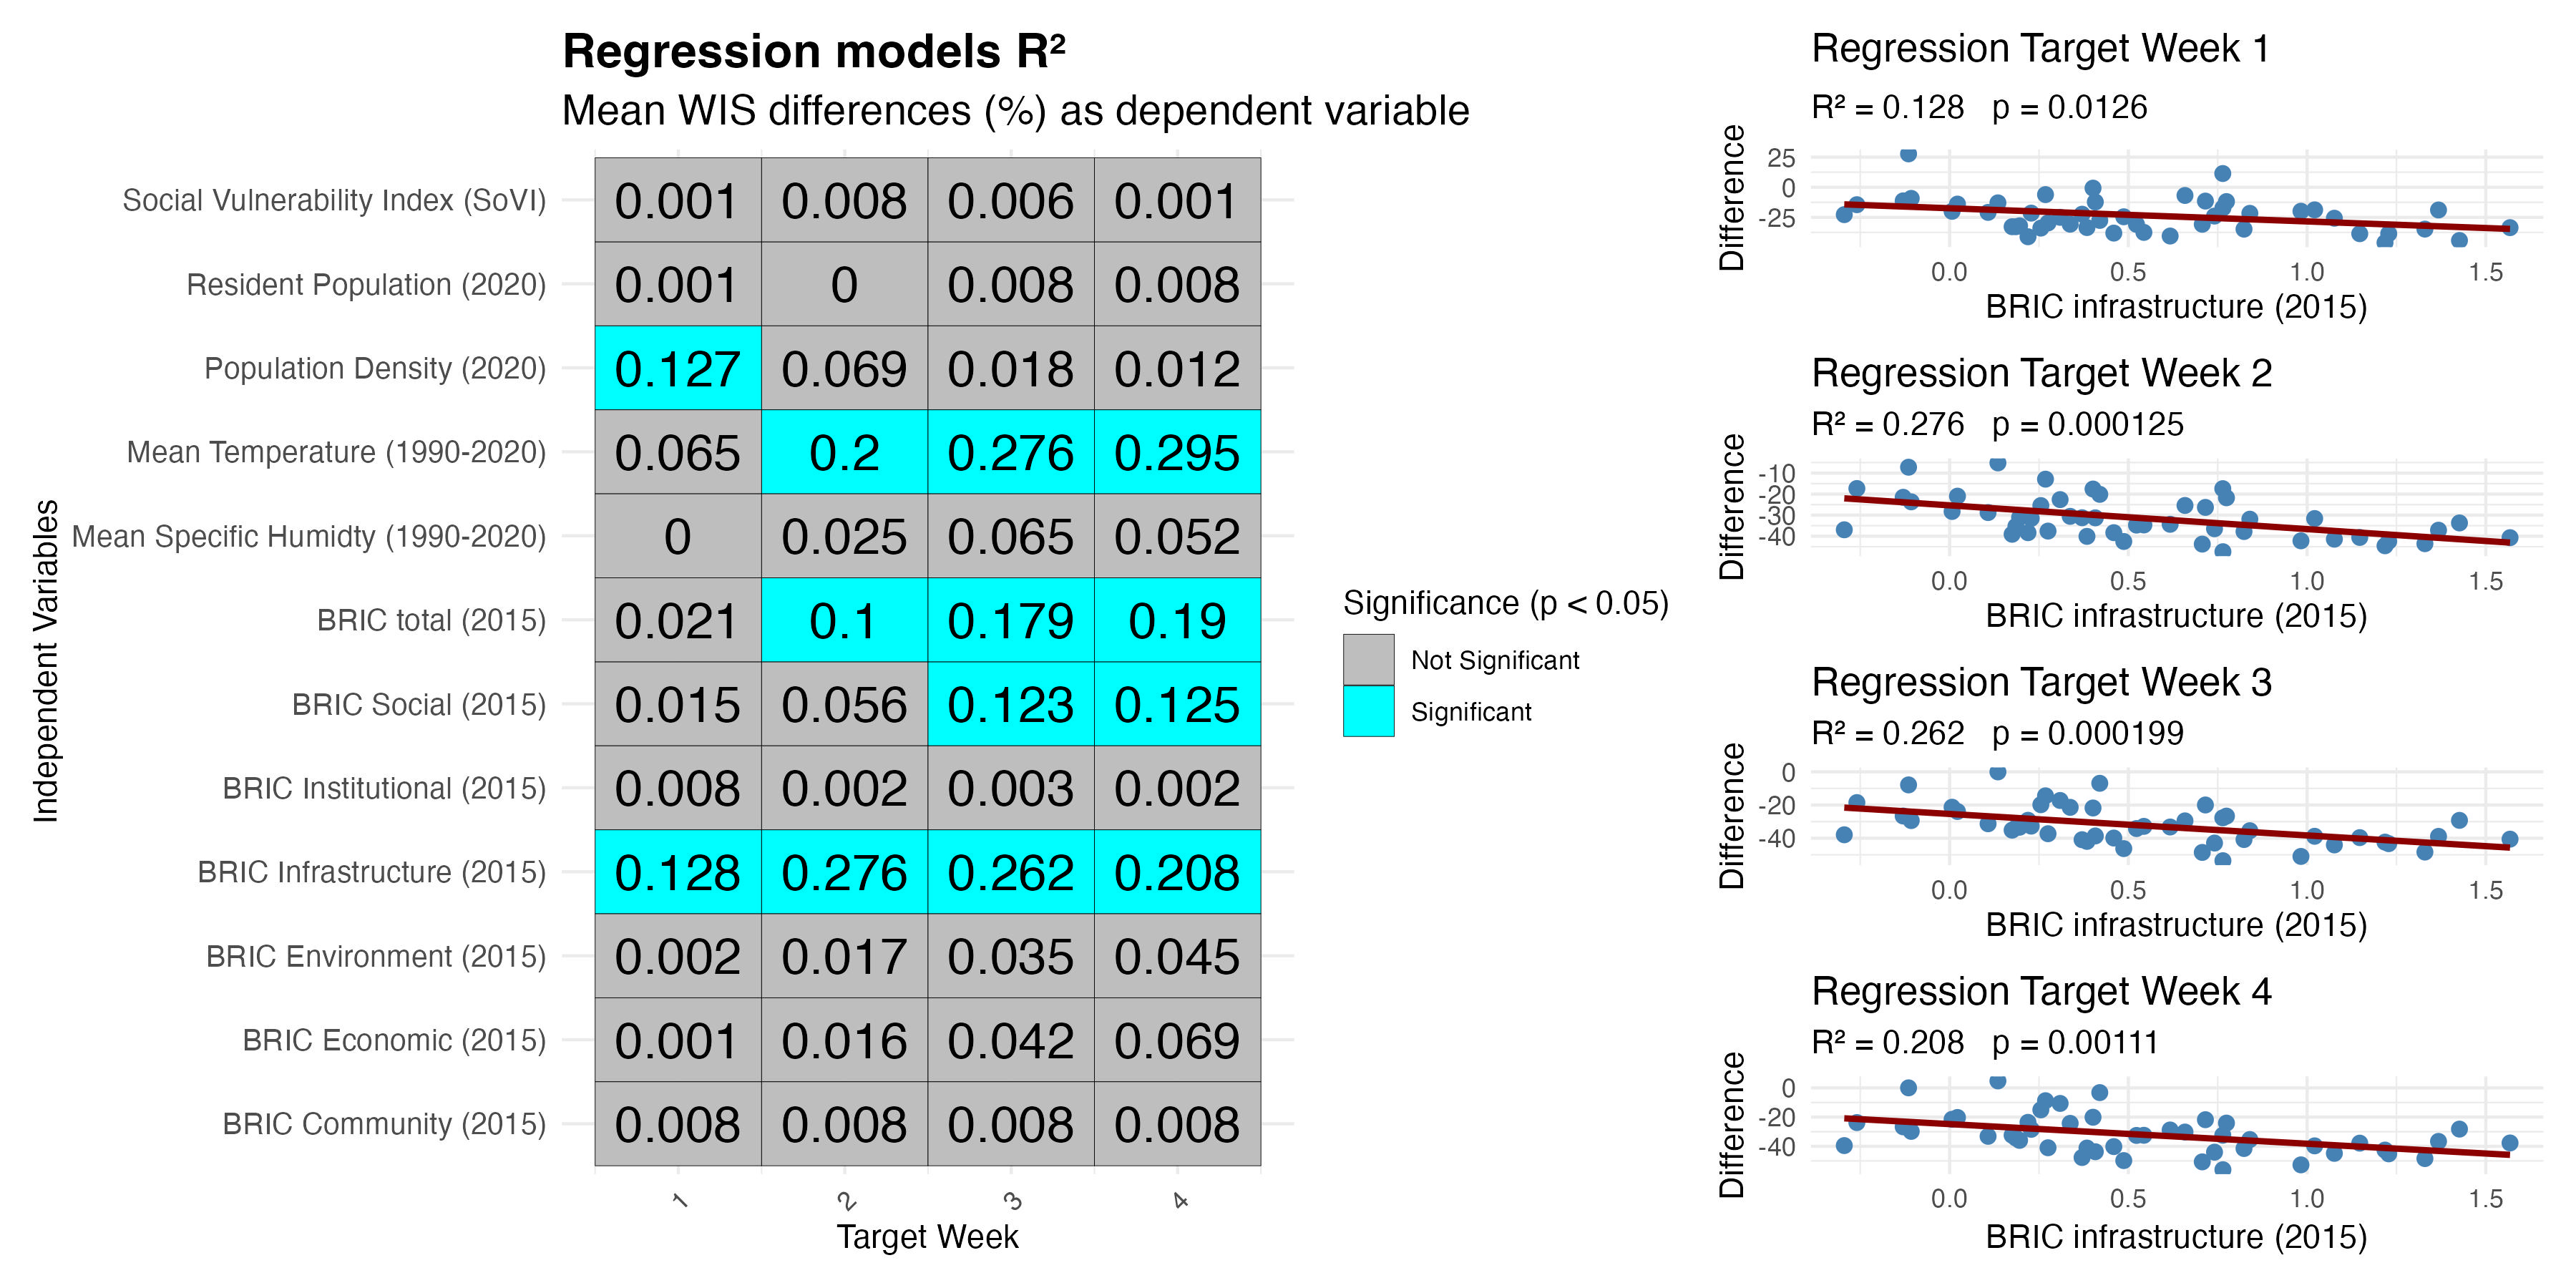 Regression models R²
Mean WIS differences (%) as dependent variable
Independent Variables
Social Vulnerability Index (SoVI) 0.001 0.008 0.006 0.001
Resident Population (2020) 0.001 0 0.008 0.008
Population Density (2020) 0.127 0.069 0.018 0.012
Mean Temperature (1990-2020) 0.065 0.2 0.276 0.295
Mean Specific Humidty (1990-2020) 0 0.025 0.065 0.052
BRIC total (2015) 0.021 0.1 0.179 0.19
BRIC Social (2015) 0.015 0.056 0.123 0.125
BRIC Institutional (2015) 0.008 0.002 0.003 0.002
BRIC Infrastructure (2015) 0.128 0.276 0.262 0.208
BRIC Environment (2015) 0.002 0.017 0.035 0.045
BRIC Economic (2015) 0.001 0.016 0.042 0.069
BRIC Community (2015) 0.008 0.008 0.008 0.008
1 2 3 4
Target Week
Significance (p < 0.05)
Not Significant
Significant
Regression Target Week 1
R² = 0.128 p = 0.0126
Difference
25
0
-25
0.0 0.5 1.0 1.5
BRIC infrastructure (2015)
Regression Target Week 2
R² = 0.276 p = 0.000125
Difference
-10
-20
-30
-40
0.0 0.5 1.0 1.5
BRIC infrastructure (2015)
Regression Target Week 3
R² = 0.262 p = 0.000199
Difference
0
-20
-40
0.0 0.5 1.0 1.5
BRIC infrastructure (2015)
Regression Target Week 4
R² = 0.208 p = 0.00111
Difference
0
-20
-40
0.0 0.5 1.0 1.5
BRIC infrastructure (2015)